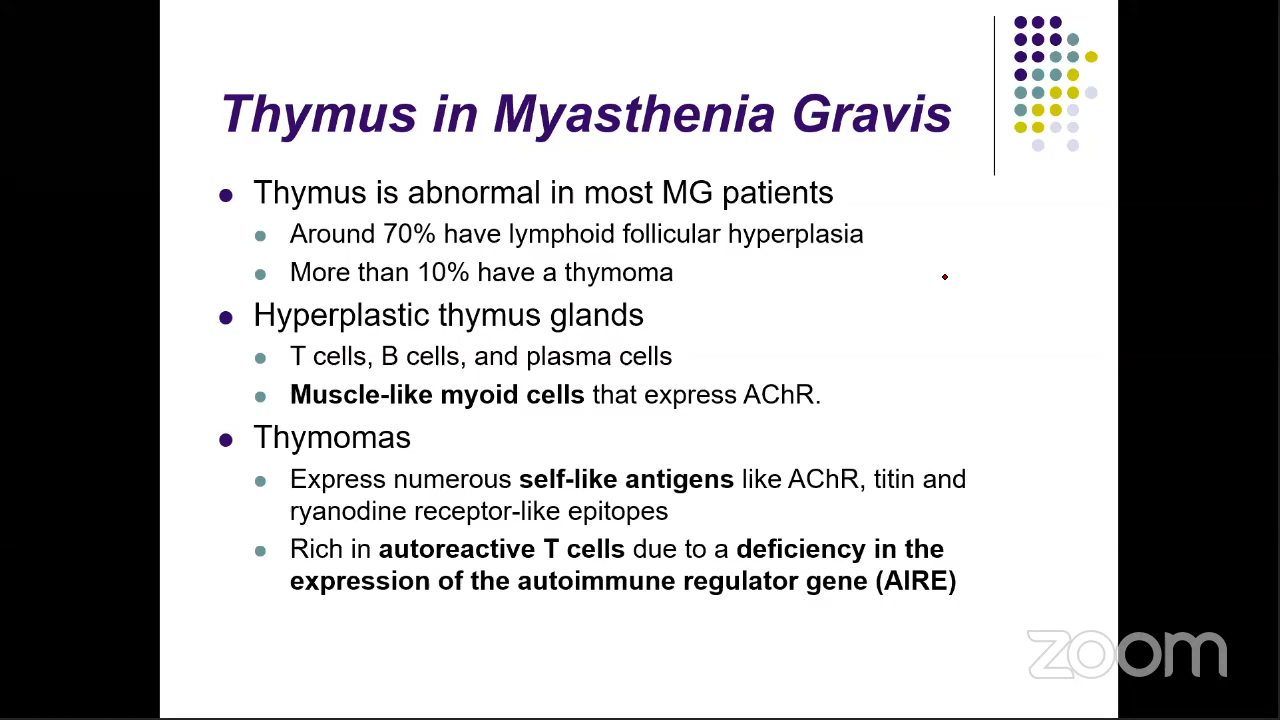 Thymus in Myasthenia Gravis
Thymus is abnormal in most MG patients
Around 70% have lymphoid follicular hyperplasia
More than 10% have a thymoma
Hyperplastic thymus glands
T cells, B cells, and plasma cells
Muscle-like myoid cells that express AChR.
Thymomas
Express numerous self-like antigens like AChR, titin and
ryanodine receptor-like epitopes
Rich in autoreactive T cells due to a deficiency in the
expression of the autoimmune regulator gene (AIRE)
zoom